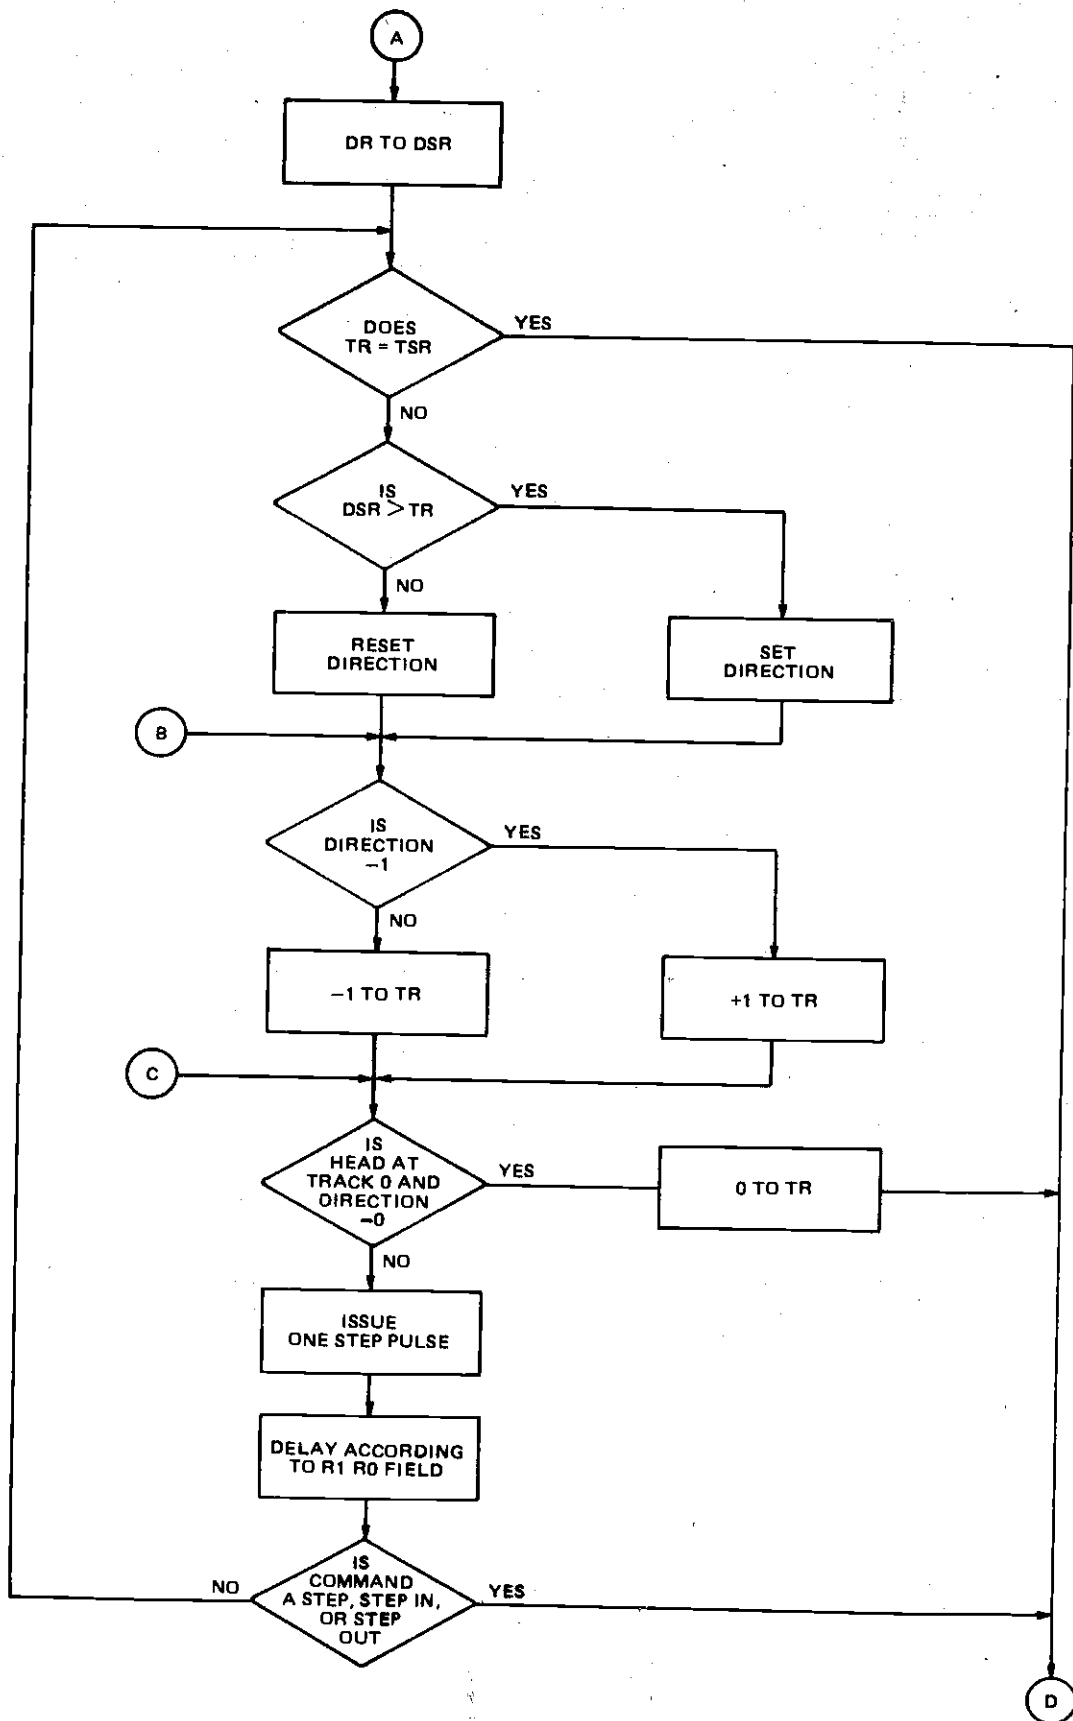 A
DR TO DSR
DOES
TR = TSR
YES
NO
IS
DSR > TR
YES
NO
RESET
DIRECTION
SET
DIRECTION
B
IS
DIRECTION
–1
YES
NO
–1 TO TR
+1 TO TR
C
IS
HEAD AT
TRACK 0 AND
DIRECTION
–0
YES
0 TO TR
NO
ISSUE
ONE STEP PULSE
DELAY ACCORDING
TO R1 R0 FIELD
IS
COMMAND
A STEP, STEP IN,
OR STEP
OUT
NO
YES
D